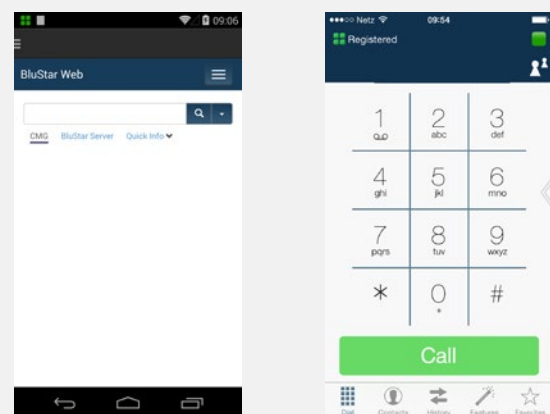 09:06
BluStar Web
CMG BluStar Server Quick Info
Netz 09:54
Registered
1 2 3
abc def
4 5 6
ghi jkl mno
7 8 9
pqrs tuv wxyz
* 0 #
+
Call
Dial Contacts History Features Favorites